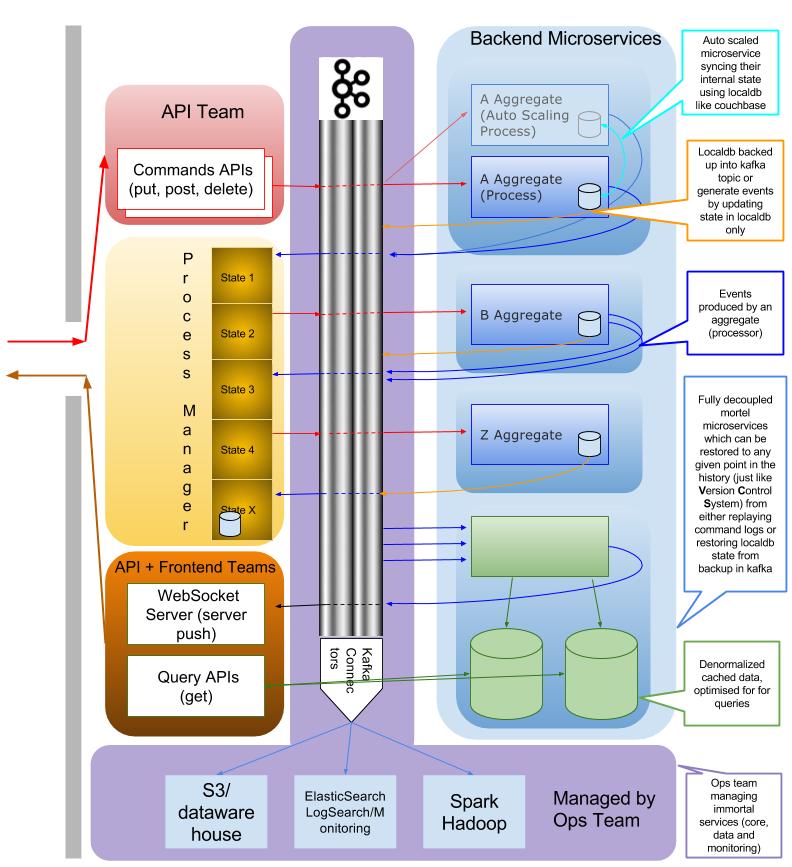 Backend Microservices
API Team
Commands APIs
(put, post, delete)
A Aggregate
(Auto Scaling
Process)
A Aggregate
(Process)
Auto scaled
microservice
syncing their
internal state
using localdb
like couchbase
Localdb backed
up into kafka
topic or
generate events
by updating
state in localdb
only
Process Manager
State 1
State 2
State 3
State 4
State X
B Aggregate
Z Aggregate
Events
produced by an
aggregate
(processor)
Fully decoupled
mortel
microservices
which can be
restored to any
given point in the
history (just like
Version Control
System) from
either replaying
command logs or
restoring localdb
state from
backup in kafka
API + Frontend Teams
WebSocket
Server (server
push)
Query APIs
(get)
Kafka
Connec
tors
Denormalized
cached data,
optimised for for
queries
S3/
dataware
house
ElasticSearch
LogSearch/M
onitoring
Spark
Hadoop
Managed by
Ops Team
Ops team
managing
immortal
services (core,
data and
monitoring)